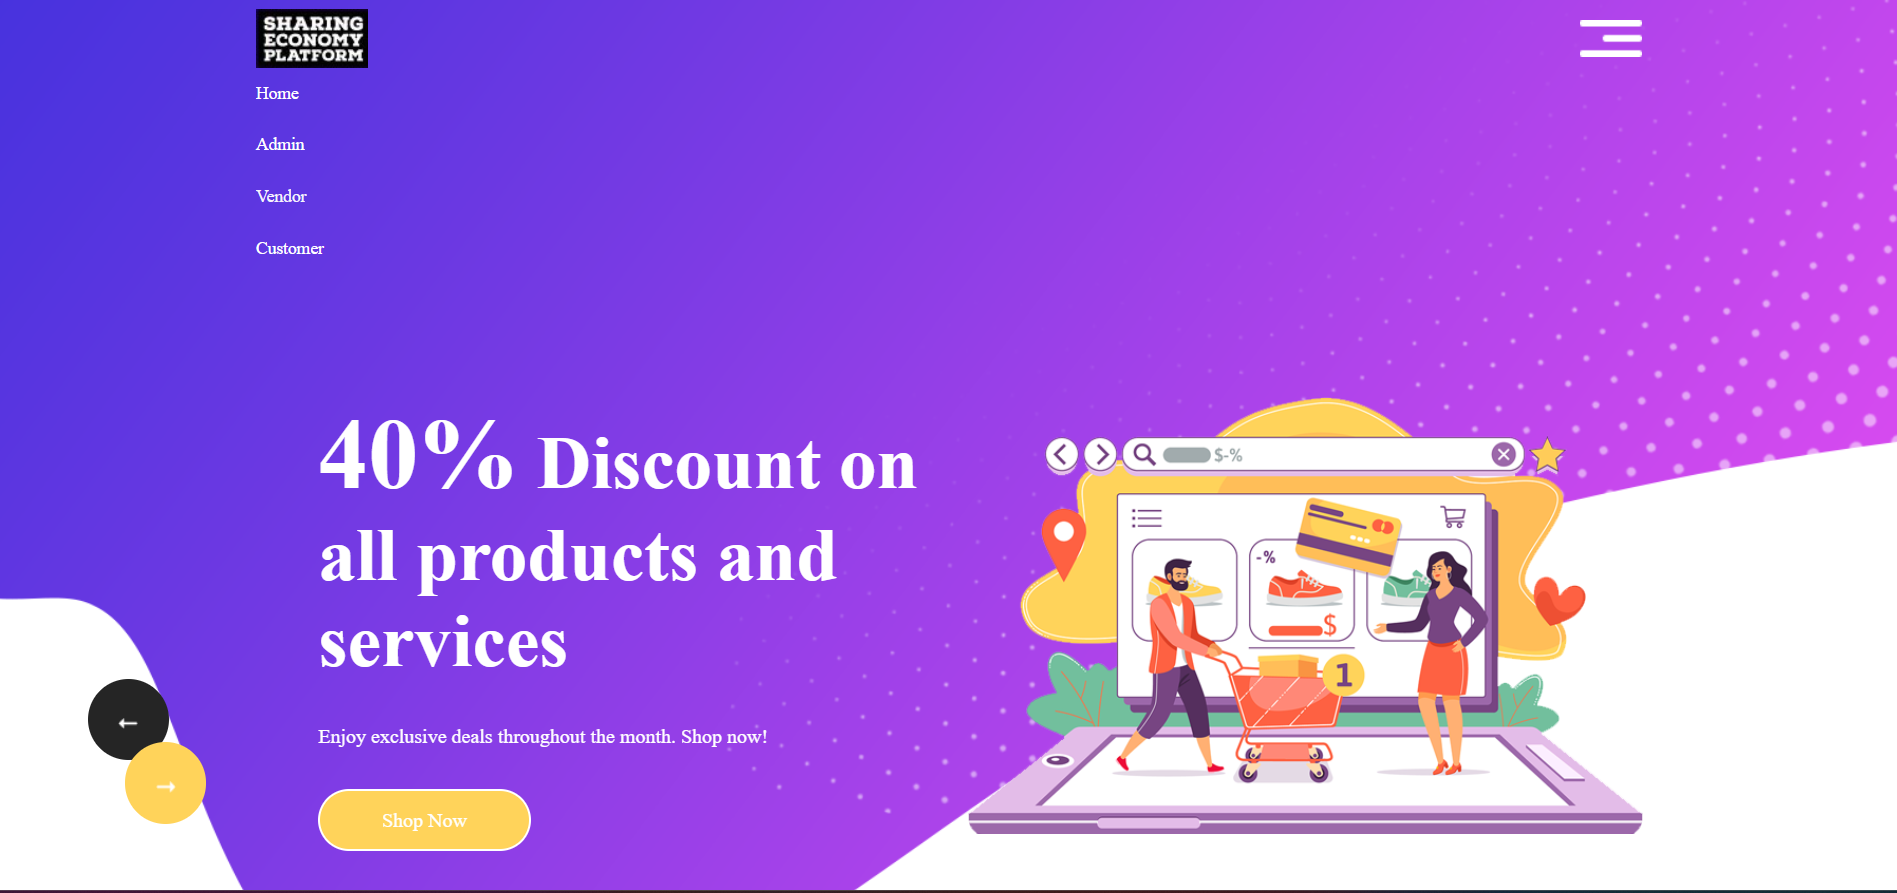 SHARING
ECONOMY
PLATFORM
Home
Admin
Vendor
Customer
40% Discount on
all products and
services
Enjoy exclusive deals throughout the month. Shop now!
Shop Now
$-%
-%
$
1